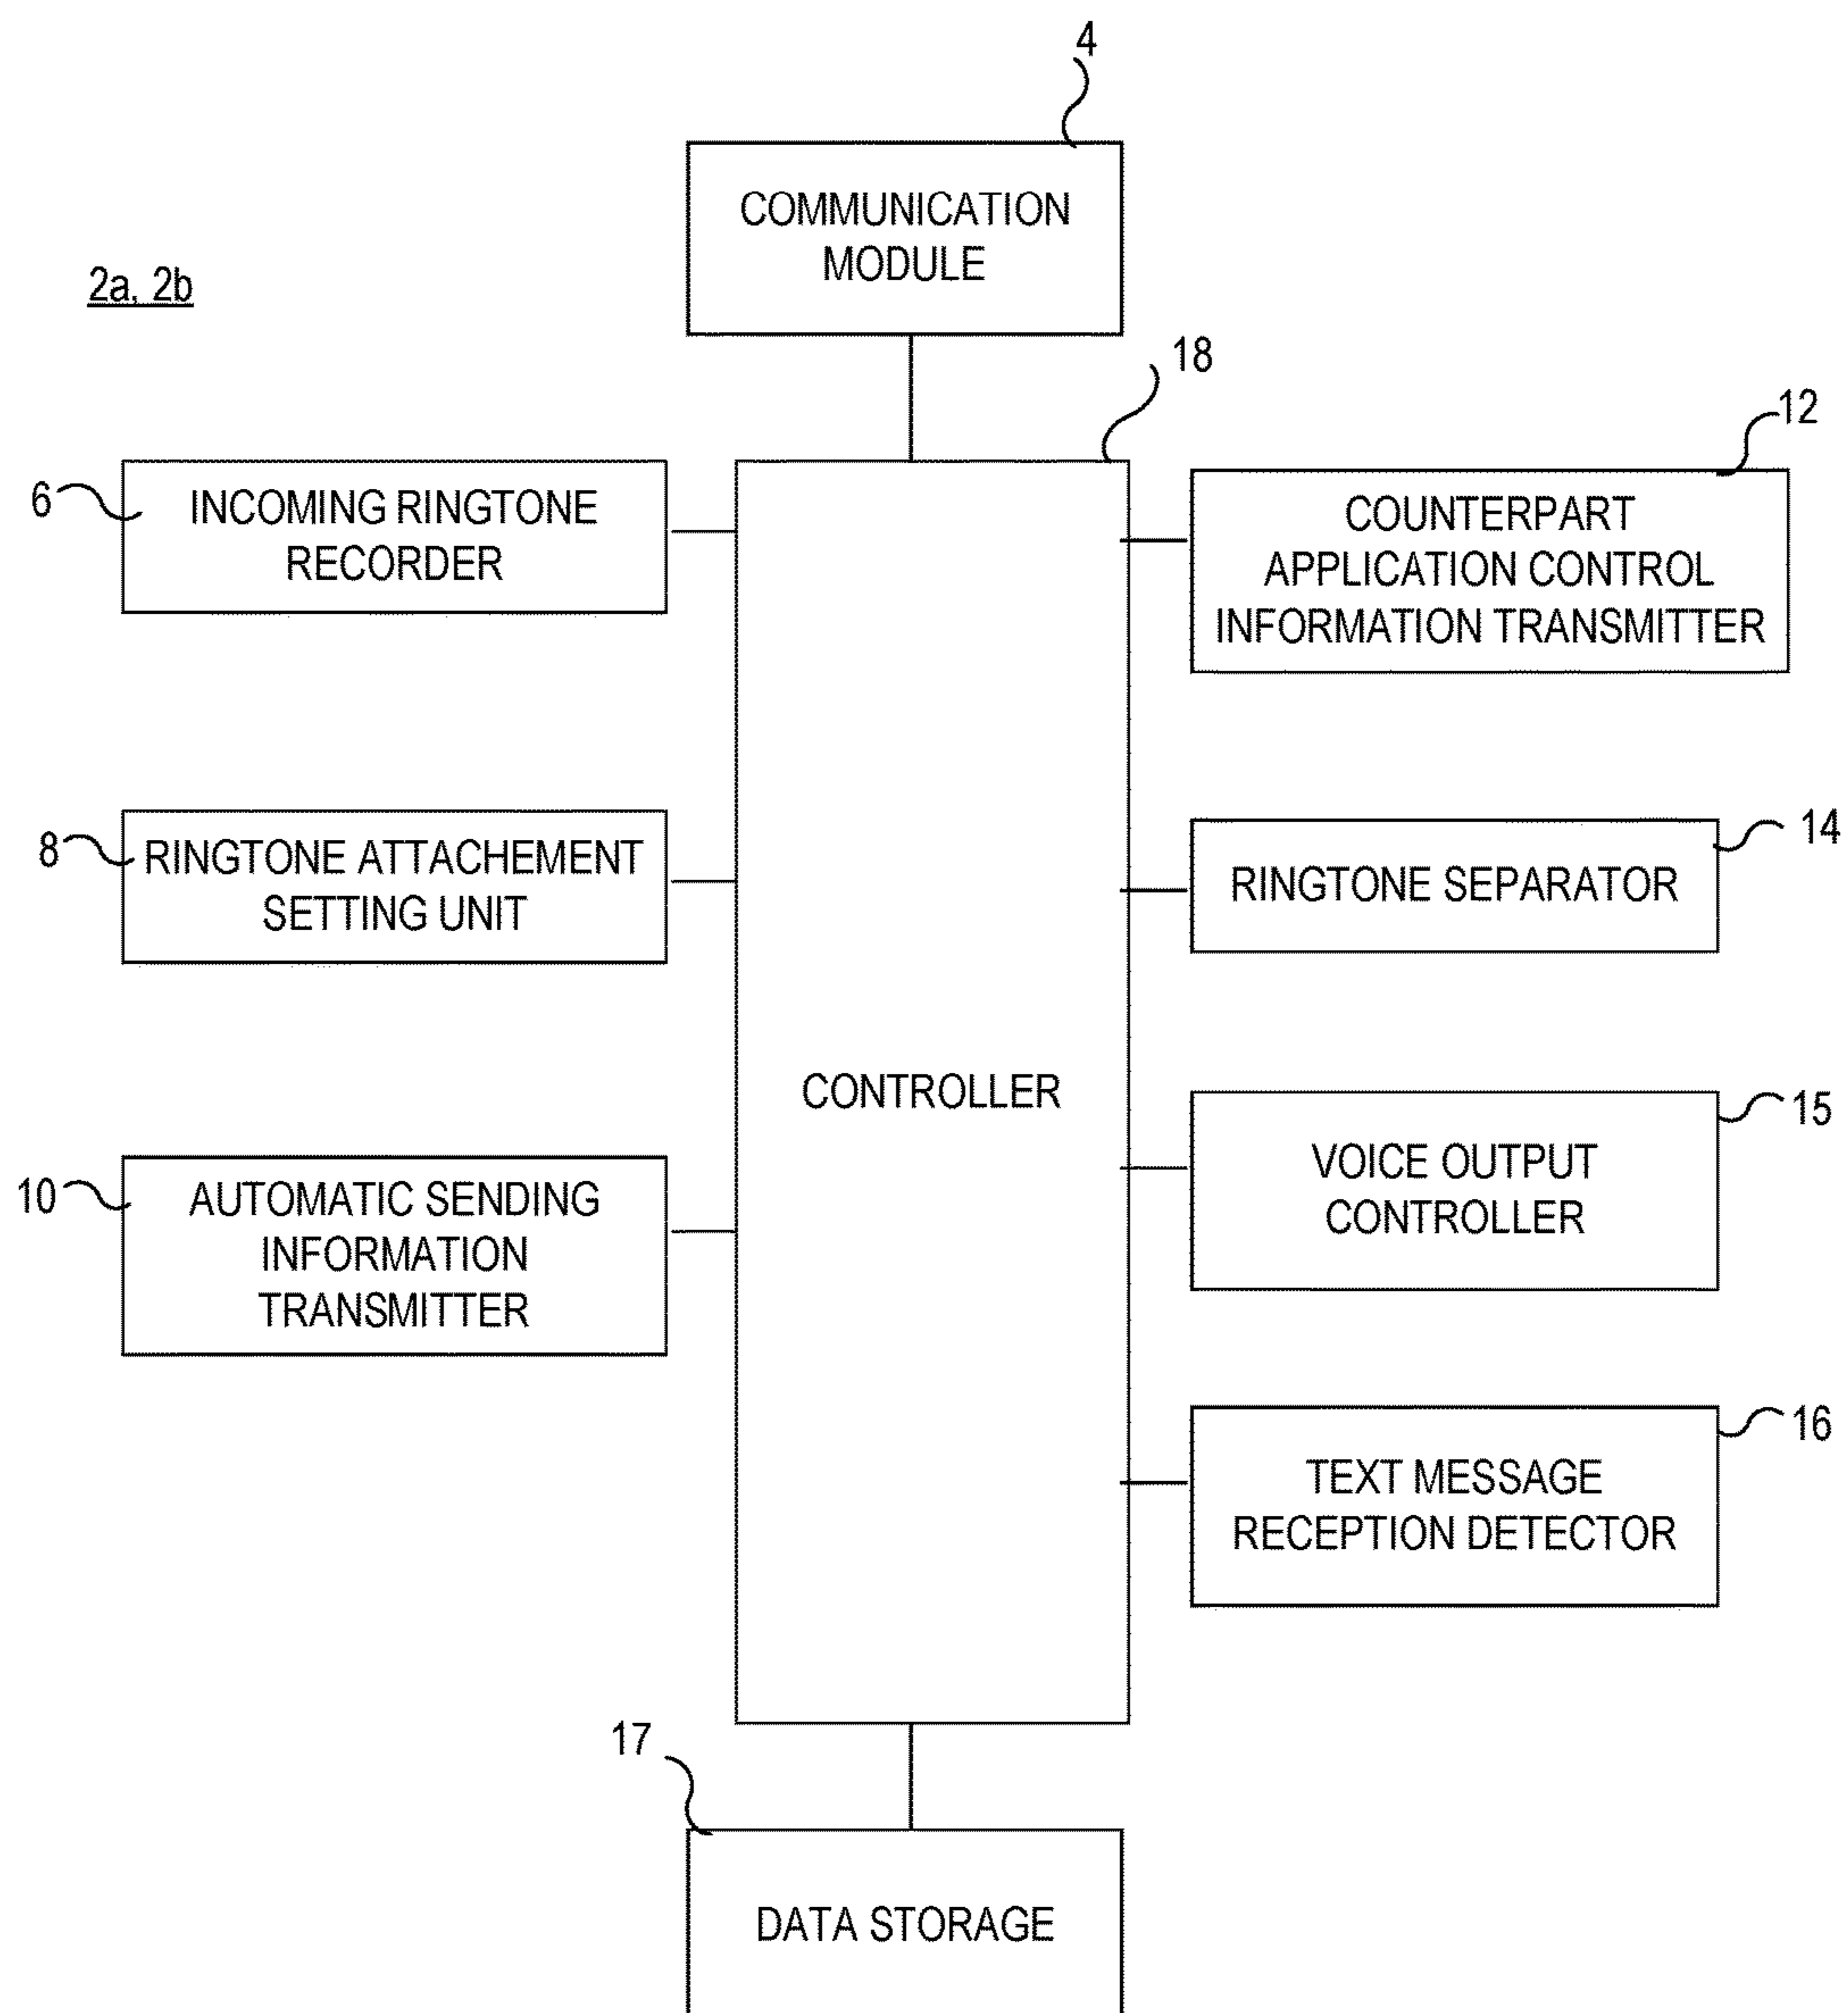 4
COMMUNICATION
MODULE
2a, 2b
18
12
6
INCOMING RINGTONE
RECORDER
COUNTERPART
APPLICATION CONTROL
INFORMATION TRANSMITTER
8
RINGTONE ATTACHEMENT
SETTING UNIT
14
RINGTONE SEPARATOR
CONTROLLER
10
AUTOMATIC SENDING
INFORMATION
TRANSMITTER
15
VOICE OUTPUT
CONTROLLER
16
TEXT MESSAGE
RECEPTION DETECTOR
17
DATA STORAGE